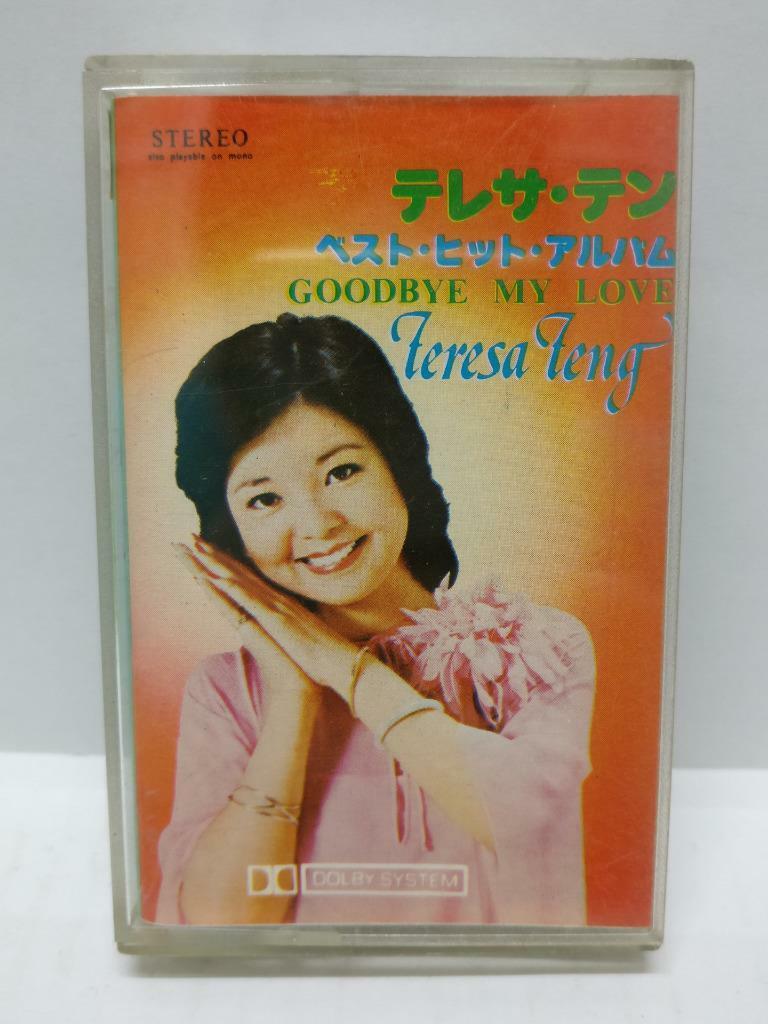 STEREO
also playable on mono
テレサ・テン
ベスト・ヒット・アルバム
GOODBYE MY LOVE
Teresa Teng
DOLBY SYSTEM